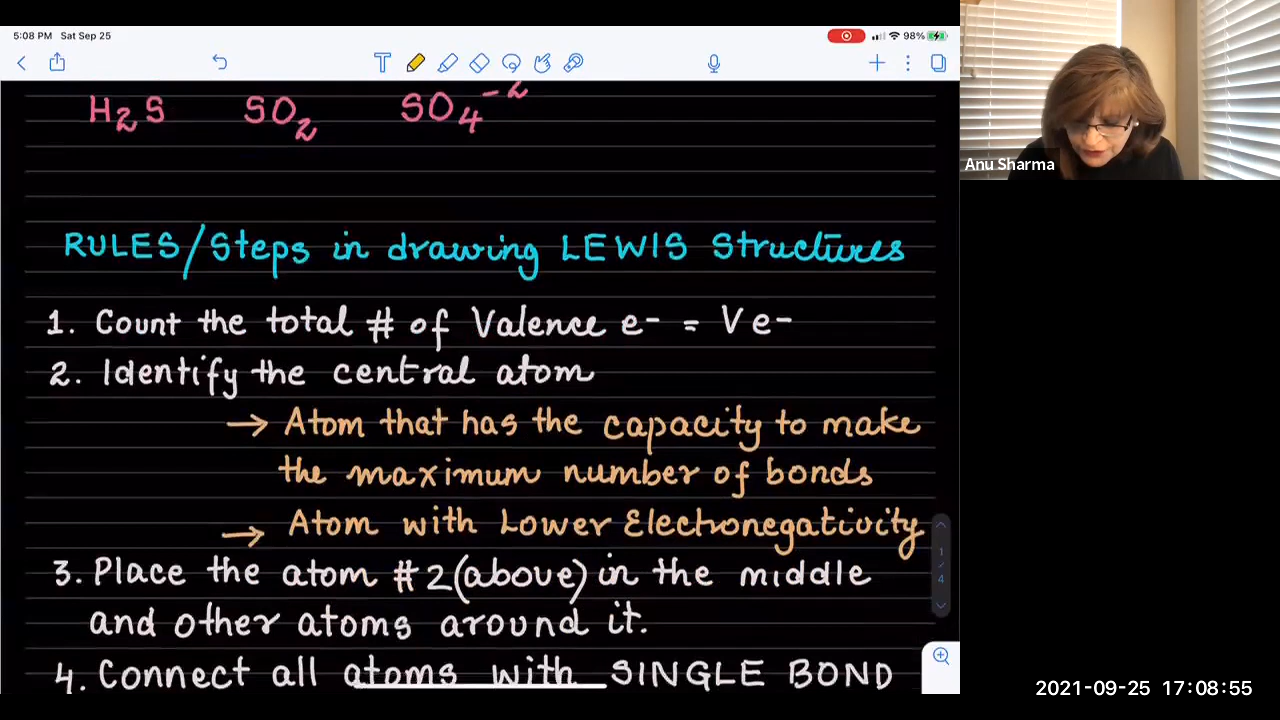 5:08 PM Sat Sep 25
98%
H2S SO2 SO4-2
RULES/Steps in drawing LEWIS Structures
1. Count the total # of Valence e- = Ve-
2. Identify the central atom
→ Atom that has the capacity to make
the maximum number of bonds
→ Atom with Lower Electronegativity
3. Place the atom #2(above) in the middle
and other atoms around it.
4. Connect all atoms with SINGLE BOND
1
4
Anu Sharma
2021-09-25 17:08:55